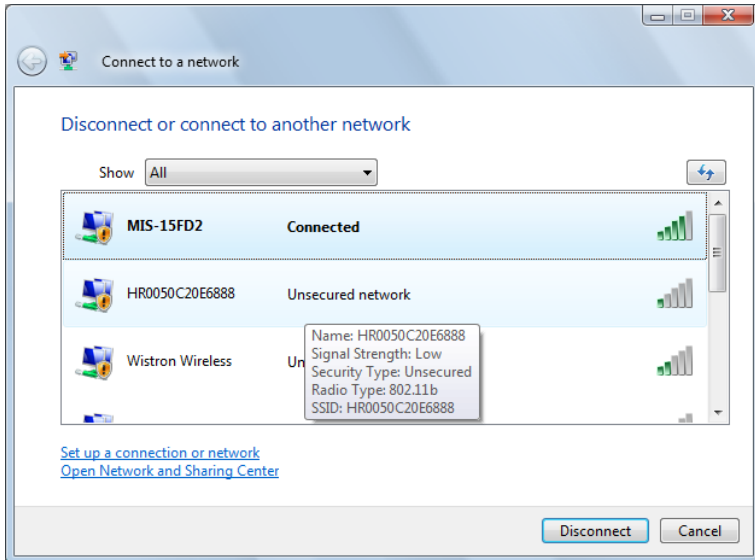 Connect to a network
Disconnect or connect to another network
Show All
MIS-15FD2 Connected
HR0050C20E6888 Unsecured network
Name: HR0050C20E6888
Signal Strength: Low
Wistron Wireless Un
Security Type: Unsecured
Radio Type: 802.11b
SSID: HR0050C20E6888
Set up a connection or network
Open Network and Sharing Center
Disconnect Cancel